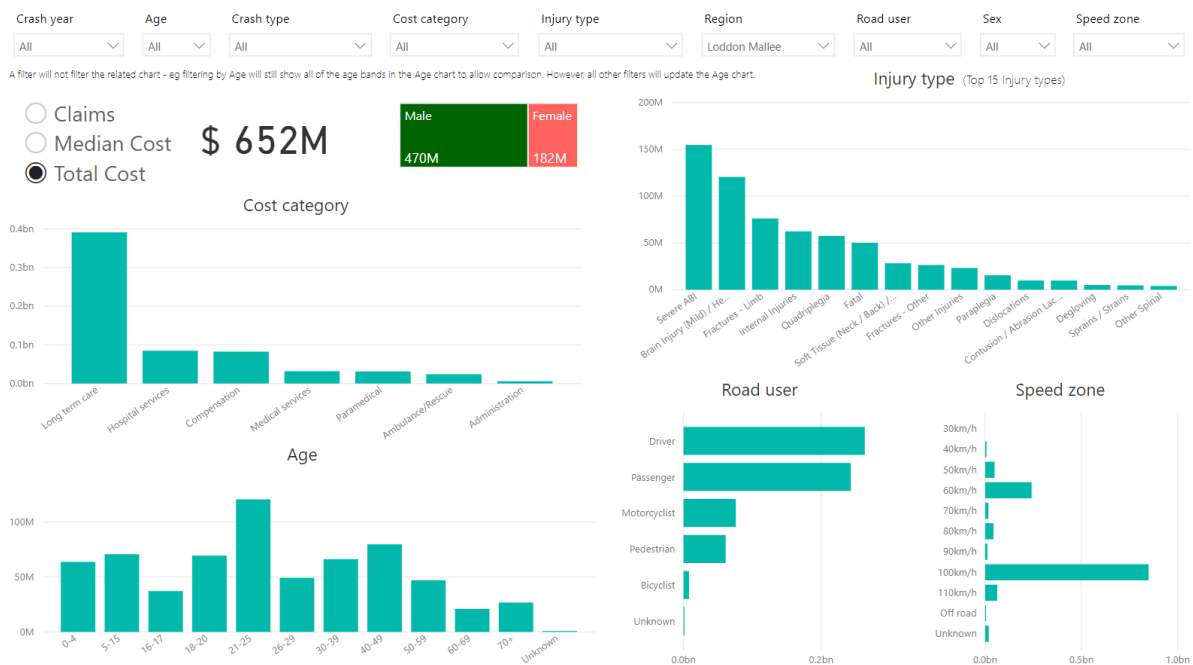 Crash year Age Crash type Cost category Injury type Region Road user Sex Speed zone
All All All All All Loddon Mallee All All All
A filter will not filter the related chart - eg filtering by Age will still show all of the age bands in the Age chart to allow comparison. However, all other filters will update the Age chart.
Claims
Median Cost
Total Cost
$ 652M
Male
470M
Female
182M
Cost category
0.4bn
0.3bn
0.2bn
0.1bn
0.0bn
Long term care
Hospital services
Compensation
Medical services
Paramedical
Ambulance/Rescue
Administration
Age
100M
50M
0M
0-4
5-15
16-17
18-20
21-25
26-29
30-39
40-49
50-59
60-69
70+
Unknown
Injury type (Top 15 Injury types)
200M
150M
100M
50M
0M
Severe ABI
Brain Injury (Mild) / He...
Fractures - Limb
Internal Injuries
Quadriplegia
Fatal
Soft Tissue (Neck / Back) /...
Fractures - Other
Other Injuries
Paraplegia
Dislocations
Contusion / Abrasion Lac...
Degloving
Sprains / Strains
Other Spinal
Road user
Driver
Passenger
Motorcyclist
Pedestrian
Bicyclist
Unknown
0.0bn 0.2bn
Speed zone
30km/h
40km/h
50km/h
60km/h
70km/h
80km/h
90km/h
100km/h
110km/h
Off road
Unknown
0.0bn 0.5bn 1.0bn